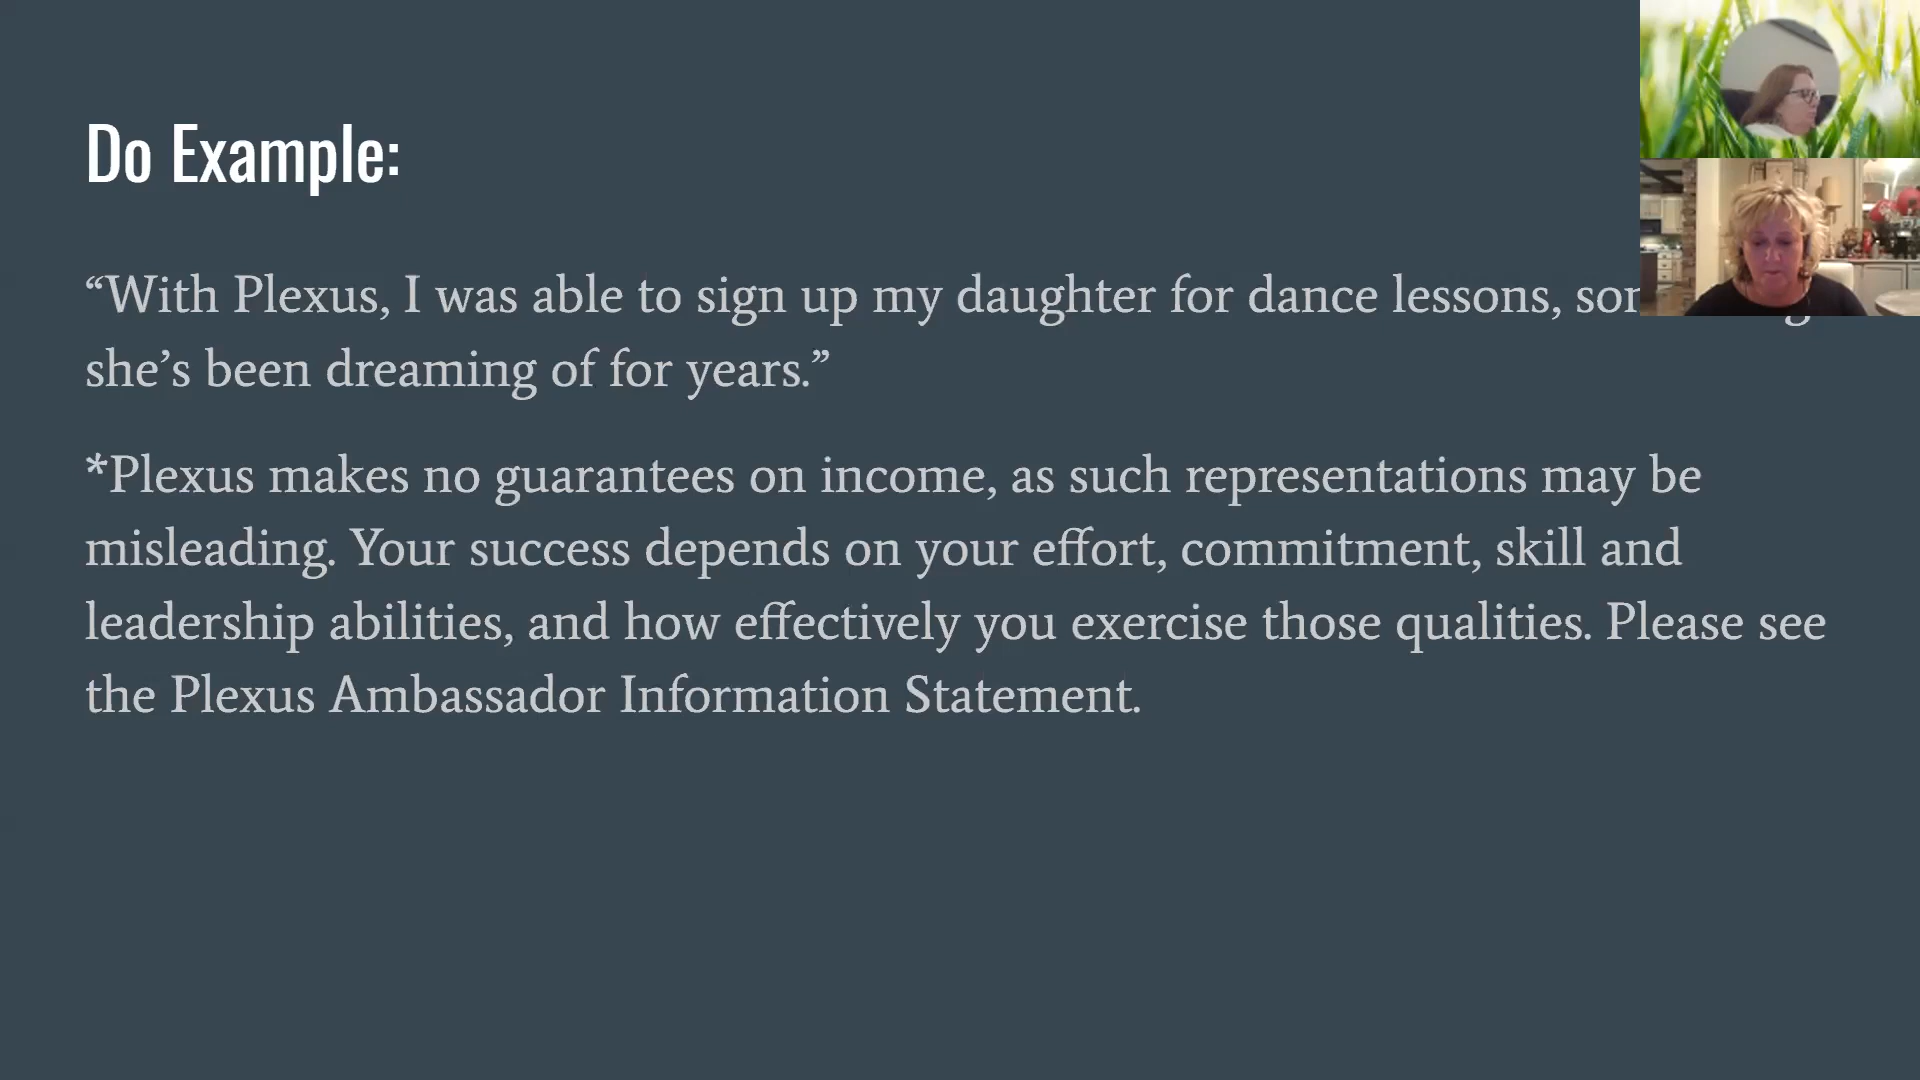 Do Example:
“With Plexus, I was able to sign up my daughter for dance lessons,
she’s been dreaming of for years.”
*Plexus makes no guarantees on income, as such representations may be
misleading. Your success depends on your effort, commitment, skill and
leadership abilities, and how effectively you exercise those qualities. Please see
the Plexus Ambassador Information Statement.